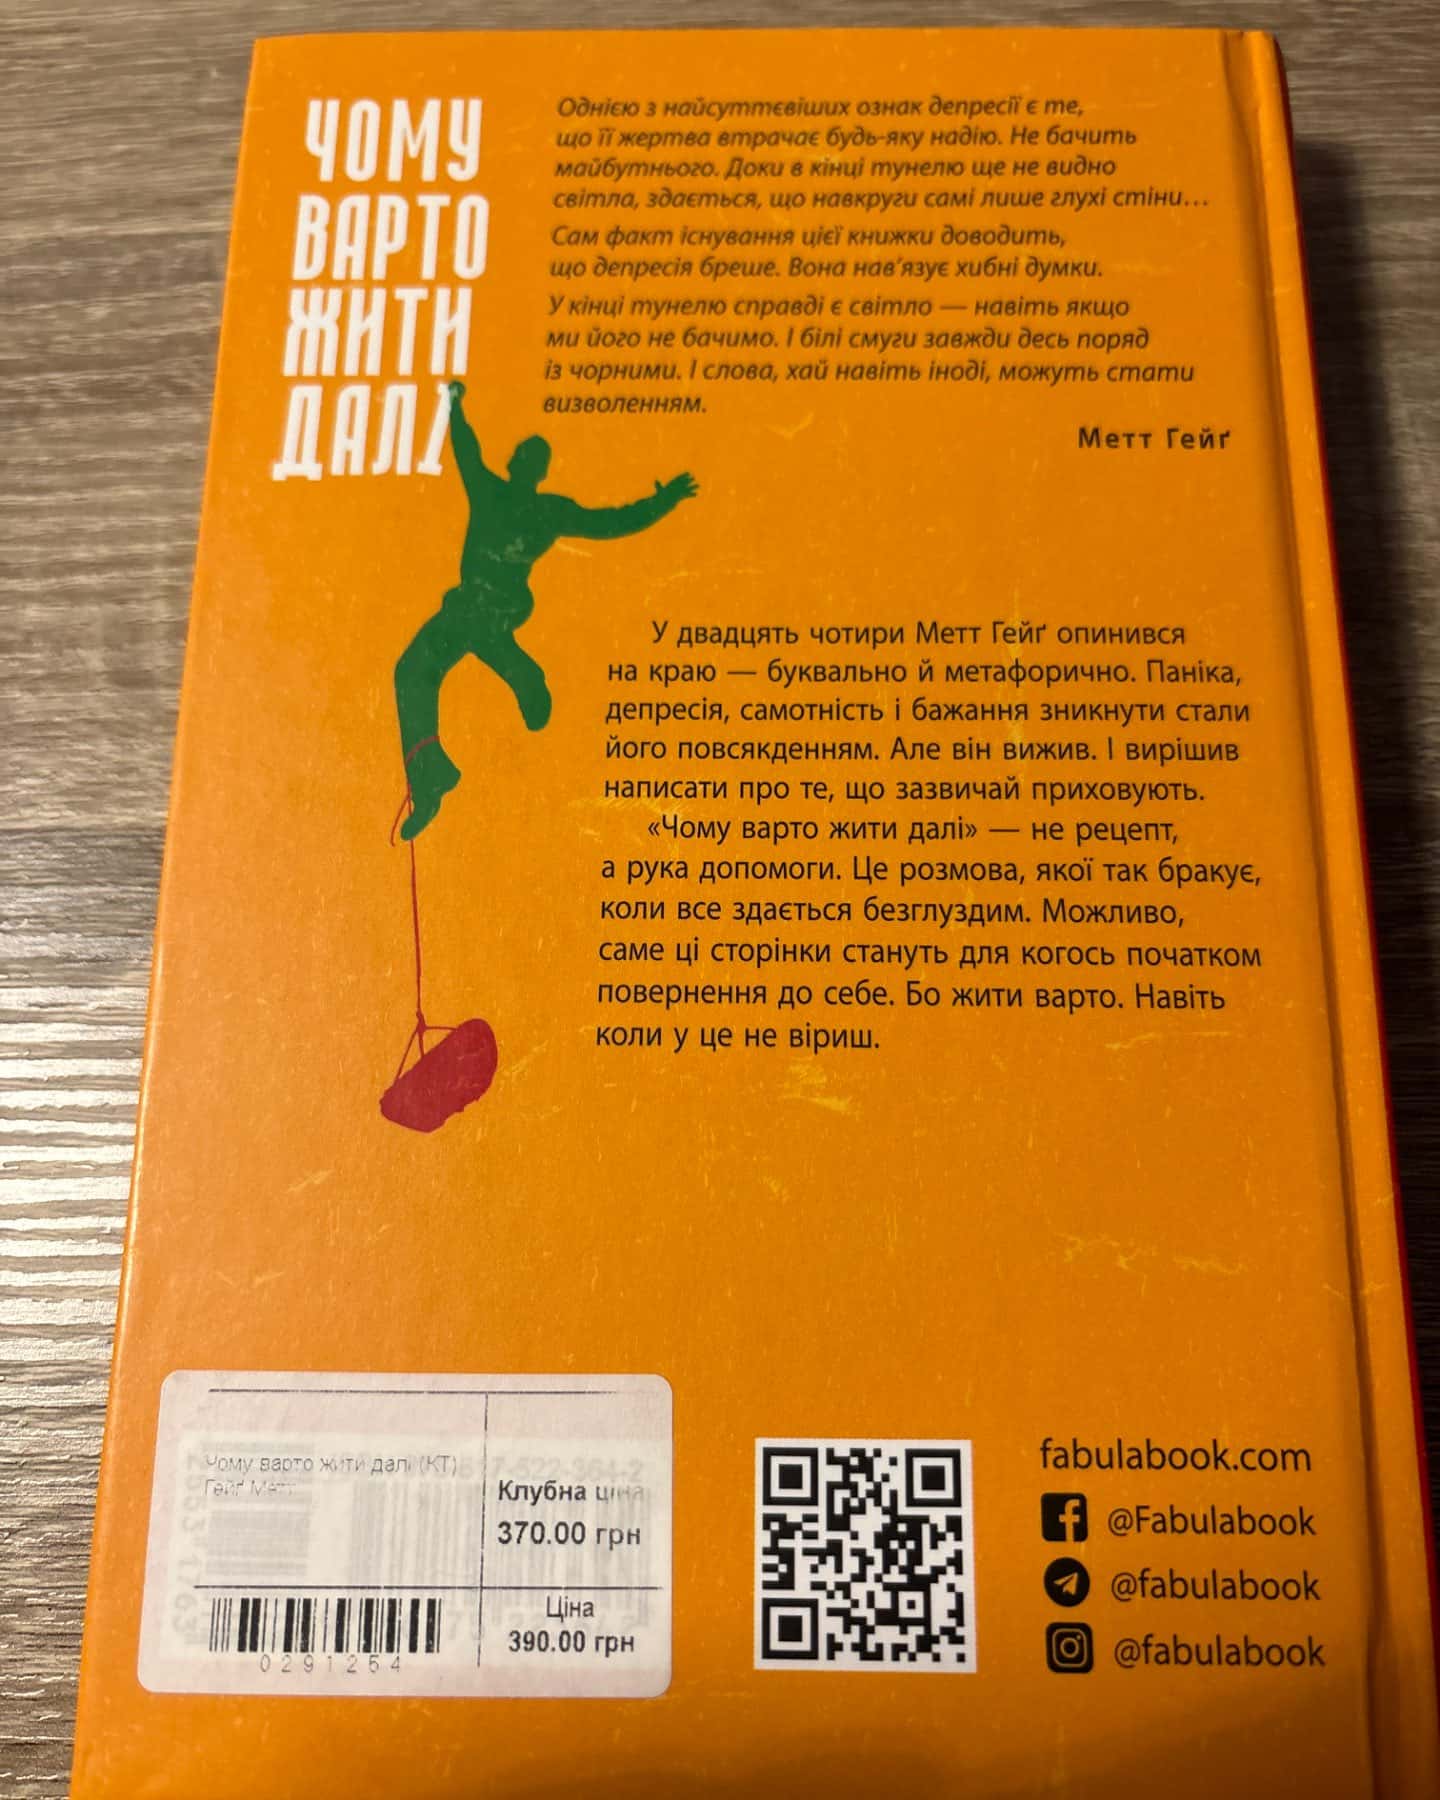 ЧОМУ
ВАРТО
ЖИТИ
ДАЛІ
Однією з найсуттєвіших ознак депресії є те,
що її жертва втрачає будь-яку надію. Не бачить
майбутнього. Доки в кінці тунелю ще не видно
світла, здається, що навкруги самі лише глухі стіни...
Сам факт існування цієї книжки доводить,
що депресія бреше. Вона нав’язує хибні думки.
У кінці тунелю справді є світло — навіть якщо
ми його не бачимо. І білі смуги завжди десь поряд
із чорними. І слова, хай навіть іноді, можуть стати
визволенням.
Метт Гейґ
У двадцять чотири Метт Гейґ опинився
на краю — буквально й метафорично. Паніка,
депресія, самотність і бажання зникнути стали
його повсякденням. Але він вижив. І вирішив
написати про те, що зазвичай приховують.
«Чому варто жити далі» — не рецепт,
а рука допомоги. Це розмова, якої так бракує,
коли все здається безглуздим. Можливо,
саме ці сторінки стануть для когось початком
повернення до себе. Бо жити варто. Навіть
коли у це не віриш.
Чому варто жити далі (КТ)
Гейґ Метт
Клубна ціна
370.00 грн
Ціна
390.00 грн
0291254
fabulabook.com
@Fabulabook
@fabulabook
@fabulabook